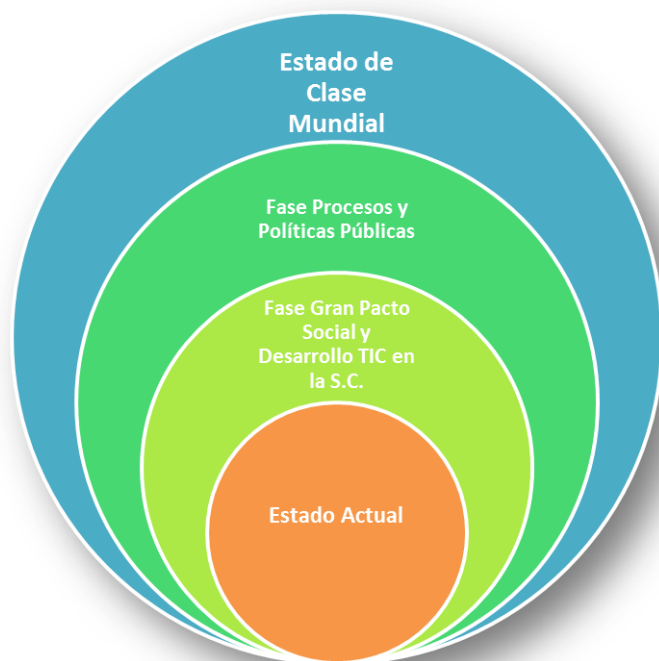 Estado de
Clase
Mundial
Fase Procesos y
Políticas Públicas
Fase Gran Pacto
Social y
Desarrollo TIC en
la S.C.
Estado Actual